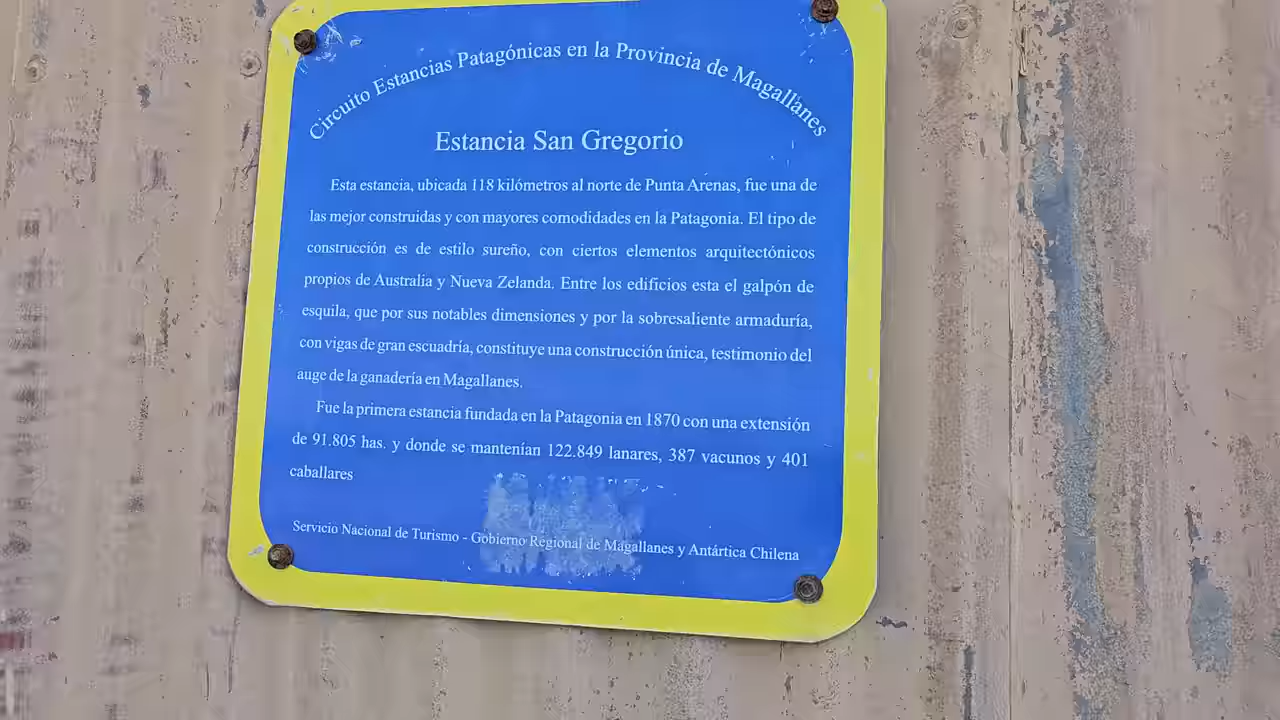 Circuito Estancias Patagónicas en la Provincia de Magallanes
Estancia San Gregorio
Esta estancia, ubicada 118 kilómetros al norte de Punta Arenas, fue una de
las mejor construidas y con mayores comodidades en la Patagonia. El tipo de
construcción es de estilo sureño, con ciertos elementos arquitectónicos
propios de Australia y Nueva Zelanda. Entre los edificios esta el galpón de
esquila, que por sus notables dimensiones y por la sobresaliente armaduría,
con vigas de gran escuadría, constituye una construcción única, testimonio del
auge de la ganadería en Magallanes.
Fue la primera estancia fundada en la Patagonia en 1870 con una extensión
de 91.805 has. y donde se mantenían 122.849 lanares, 387 vacunos y 401
caballares
Servicio Nacional de Turismo - Gobierno Regional de Magallanes y Antártica Chilena